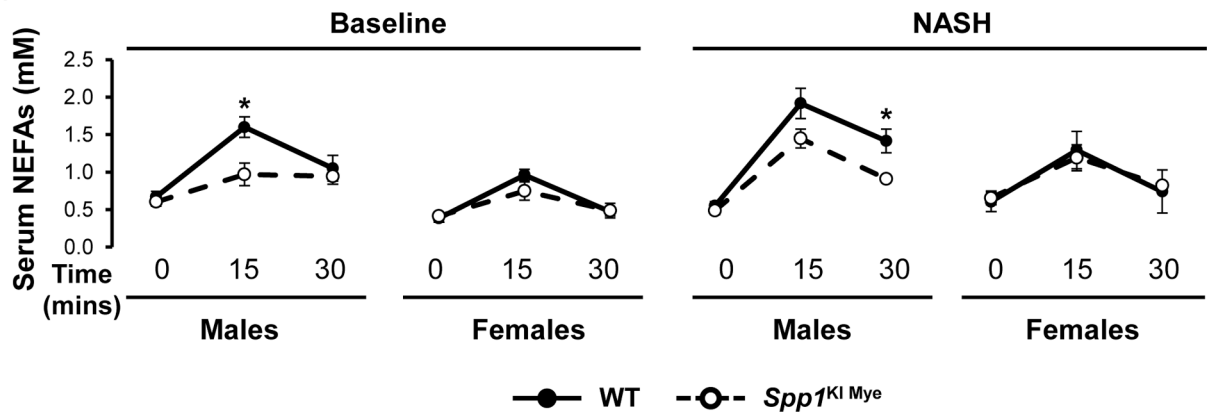 Baseline NASH
Serum NEFAs (mM)
2.5
2.0
1.5
1.0
0.5
0.0
* *
Time (mins) 0 15 30 0 15 30 0 15 30 0 15 30
Males Females Males Females
WT Spp1KI Mye